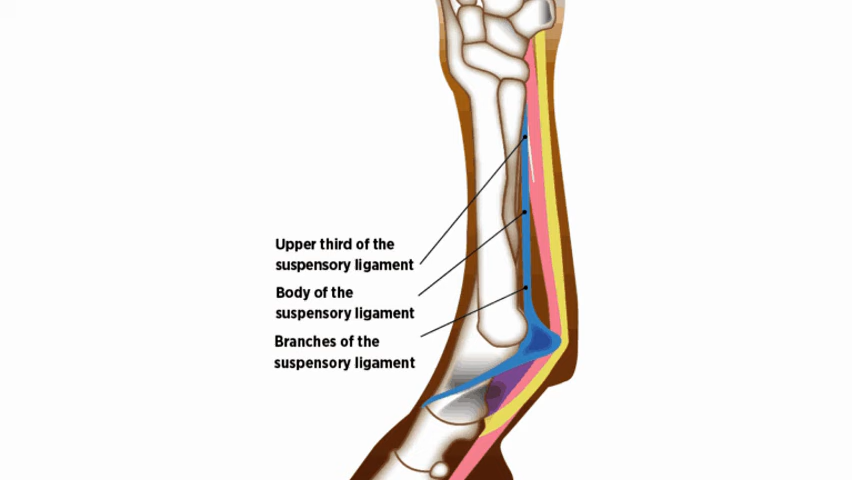 Upper third of the
suspensory ligament
Body of the
suspensory ligament
Branches of the
suspensory ligament